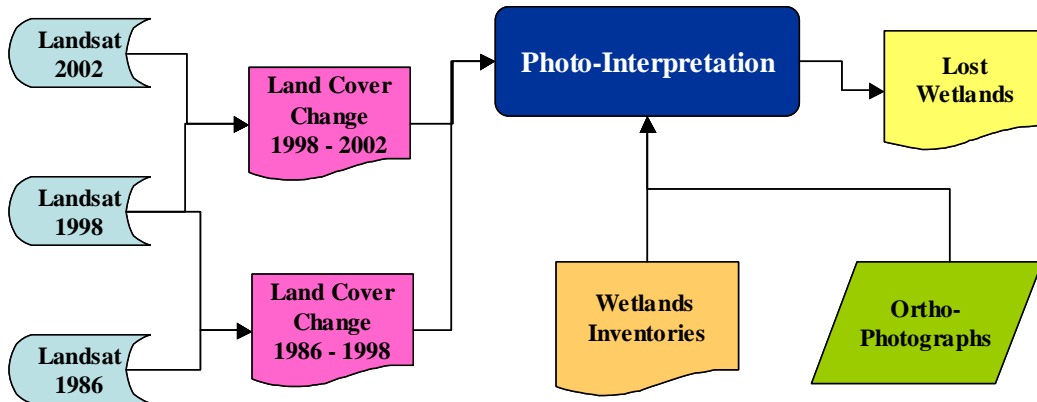 Landsat
2002
Land Cover
Change
1998 - 2002
Photo-Interpretation
Lost
Wetlands
Landsat
1998
Land Cover
Change
1986 - 1998
Wetlands
Inventories
Ortho-
Photographs
Landsat
1986